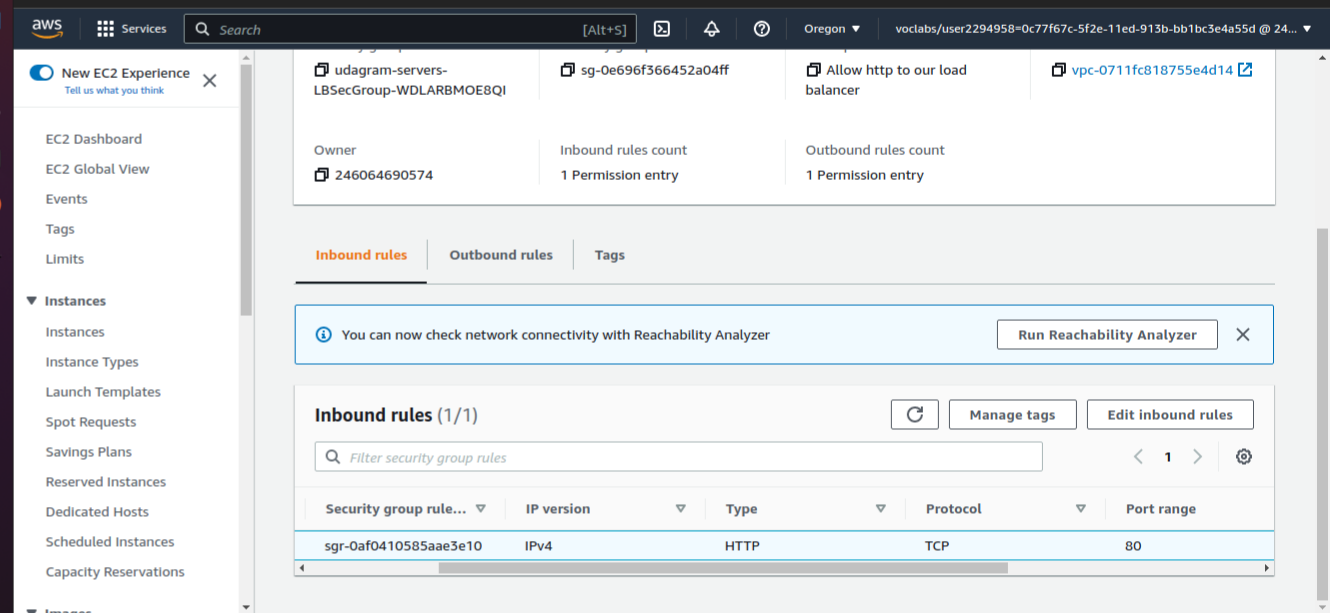 aws
Services
Search
[Alt+S]
Oregon
voclabs/user2294958=0c77f67c-5f2e-11ed-913b-bb1bc3e4a55d @ 24...
New EC2 Experience
Tell us what you think
EC2 Dashboard
EC2 Global View
Events
Tags
Limits
Instances
Instances
Instance Types
Launch Templates
Spot Requests
Savings Plans
Reserved Instances
Dedicated Hosts
Scheduled Instances
Capacity Reservations
Images
udagram-servers-
LBSecGroup-WDLARBMOE8QI
sg-0e696f366452a04ff
Allow http to our load
balancer
vpc-0711fc818755e4d14
Owner
246064690574
Inbound rules count
1 Permission entry
Outbound rules count
1 Permission entry
Inbound rules
Outbound rules
Tags
You can now check network connectivity with Reachability Analyzer
Run Reachability Analyzer
Inbound rules (1/1)
Manage tags
Edit inbound rules
Filter security group rules
1
Security group rule...
IP version
Type
Protocol
Port range
sgr-0af0410585aae3e10
IPv4
HTTP
TCP
80